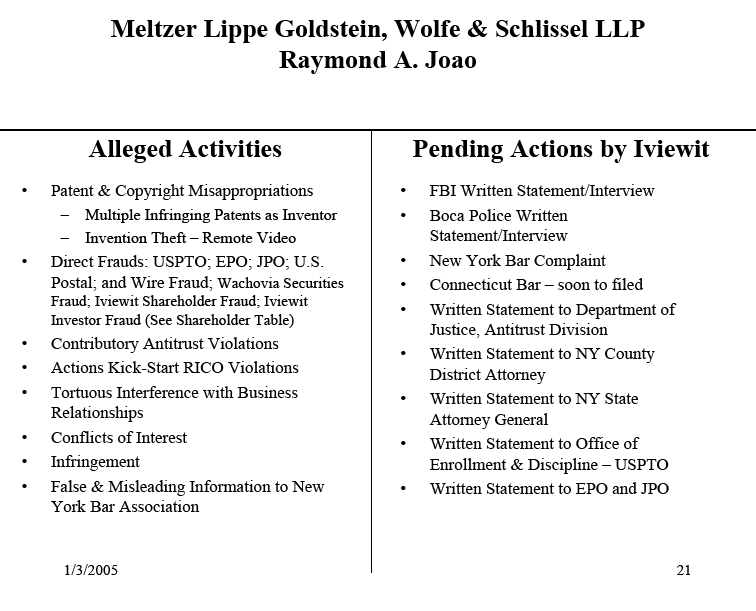 Meltzer Lippe Goldstein, Wolfe & Schlissel LLP
Raymond A. Joao
Alleged Activities
• Patent & Copyright Misappropriations
– Multiple Infringing Patents as Inventor
– Invention Theft – Remote Video
• Direct Frauds: USPTO; EPO; JPO; U.S.
Postal; and Wire Fraud; Wachovia Securities
Fraud; Iviewit Shareholder Fraud; Iviewit
Investor Fraud (See Shareholder Table)
• Contributory Antitrust Violations
• Actions Kick-Start RICO Violations
• Tortuous Interference with Business
Relationships
• Conflicts of Interest
• Infringement
• False & Misleading Information to New
York Bar Association
Pending Actions by Iviewit
• FBI Written Statement/Interview
• Boca Police Written
Statement/Interview
• New York Bar Complaint
• Connecticut Bar – soon to filed
• Written Statement to Department of
Justice, Antitrust Division
• Written Statement to NY County
District Attorney
• Written Statement to NY State
Attorney General
• Written Statement to Office of
Enrollment & Discipline – USPTO
• Written Statement to EPO and JPO
1/3/2005
21